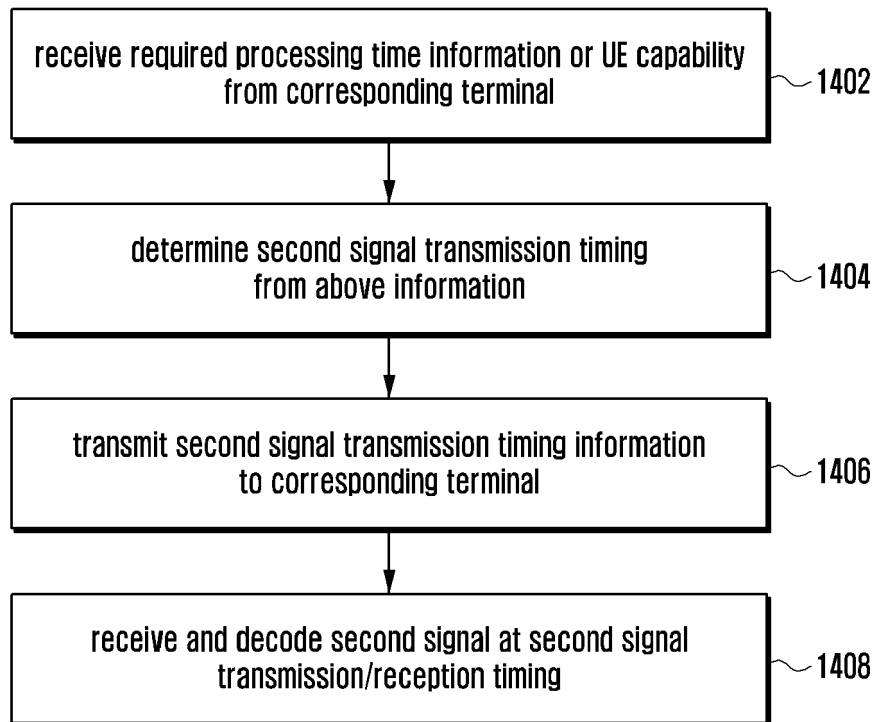 receive required processing time information or UE capability
from corresponding terminal
1402
determine second signal transmission timing
from above information
1404
transmit second signal transmission timing information
to corresponding terminal
1406
receive and decode second signal at second signal
transmission/reception timing
1408